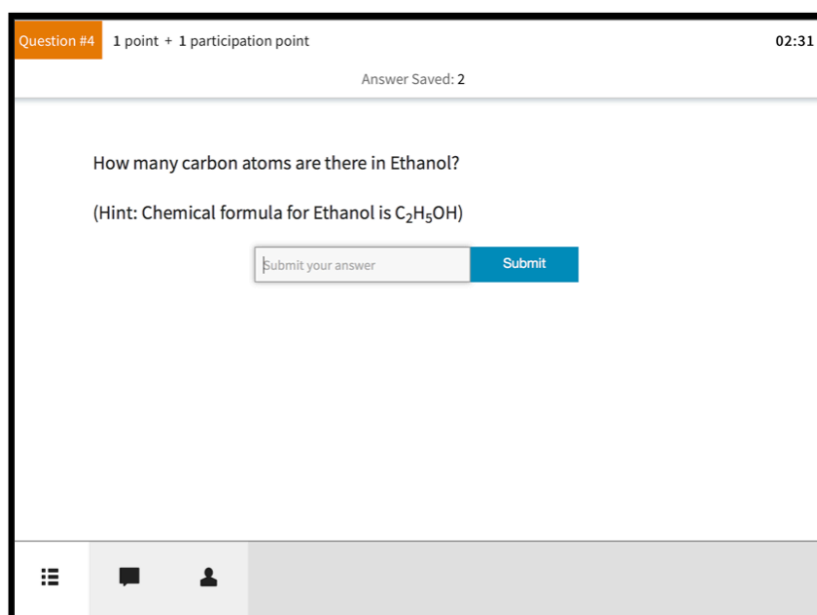 Question #4 1 point + 1 participation point 02:31
Answer Saved: 2
How many carbon atoms are there in Ethanol?
(Hint: Chemical formula for Ethanol is C₂H₅OH)
Submit your answer Submit